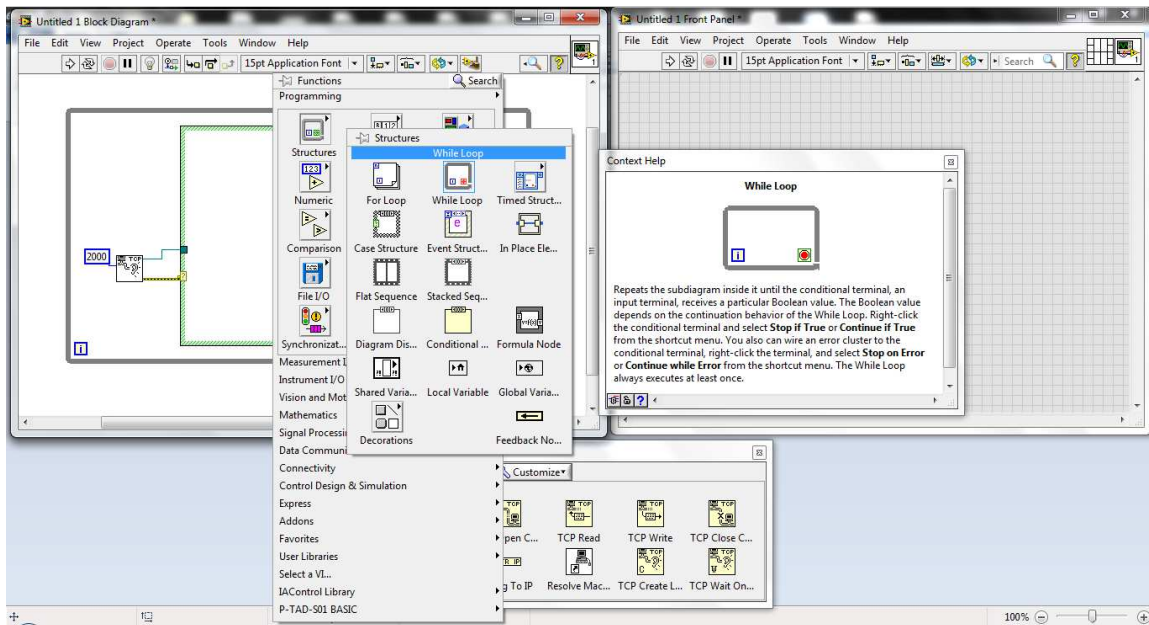 Untitled 1 Block Diagram *
File Edit View Project Operate Tools Window Help
15pt Application Font
Functions
Search
Programming
Structures
Numeric
Comparison
File I/O
Synchronizat...
Measurement I
Instrument I/O
Vision and Mot
Mathematics
Signal Processi
Data Communi
Connectivity
Control Design & Simulation
Express
Addons
Favorites
User Libraries
Select a VI...
IAControl Library
P-TAD-S01 BASIC
2000
TCP
i
Structures
While Loop
For Loop While Loop Timed Struct...
Case Structure Event Struct... In Place Ele...
Flat Sequence Stacked Seq...
Diagram Dis... Conditional ... Formula Node
Shared Varia... Local Variable Global Varia...
Decorations Feedback No...
Untitled 1 Front Panel *
File Edit View Project Operate Tools Window Help
15pt Application Font
Search
Context Help
While Loop
i
Repeats the subdiagram inside it until the conditional terminal, an
input terminal, receives a particular Boolean value. The Boolean value
depends on the continuation behavior of the While Loop. Right-click
the conditional terminal and select Stop if True or Continue if True
from the shortcut menu. You also can wire an error cluster to the
conditional terminal, right-click the terminal, and select Stop on Error
or Continue while Error from the shortcut menu. The While Loop
always executes at least once.
Customize
pen C... TCP Read TCP Write TCP Close C...
g To IP Resolve Mac... TCP Create L... TCP Wait On...
100%